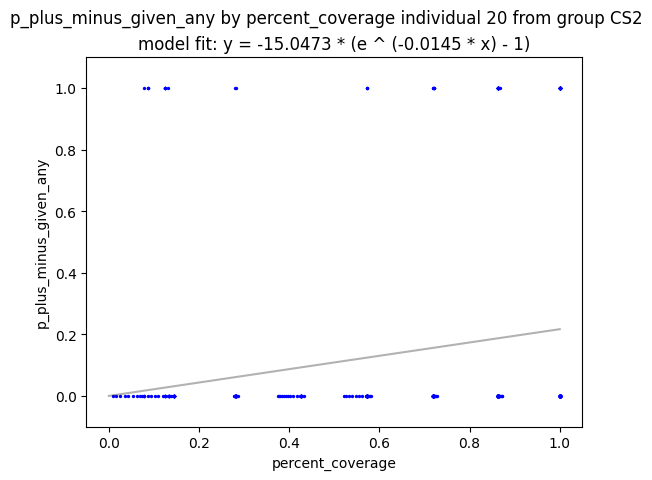 p_plus_minus_given_any by percent_coverage individual 20 from group CS2
model fit: y = -15.0473 * (e ^ (-0.0145 * x) - 1)
1.0
0.8
0.6
0.4
0.2
0.0
p_plus_minus_given_any
0.0 0.2 0.4 0.6 0.8 1.0
percent_coverage